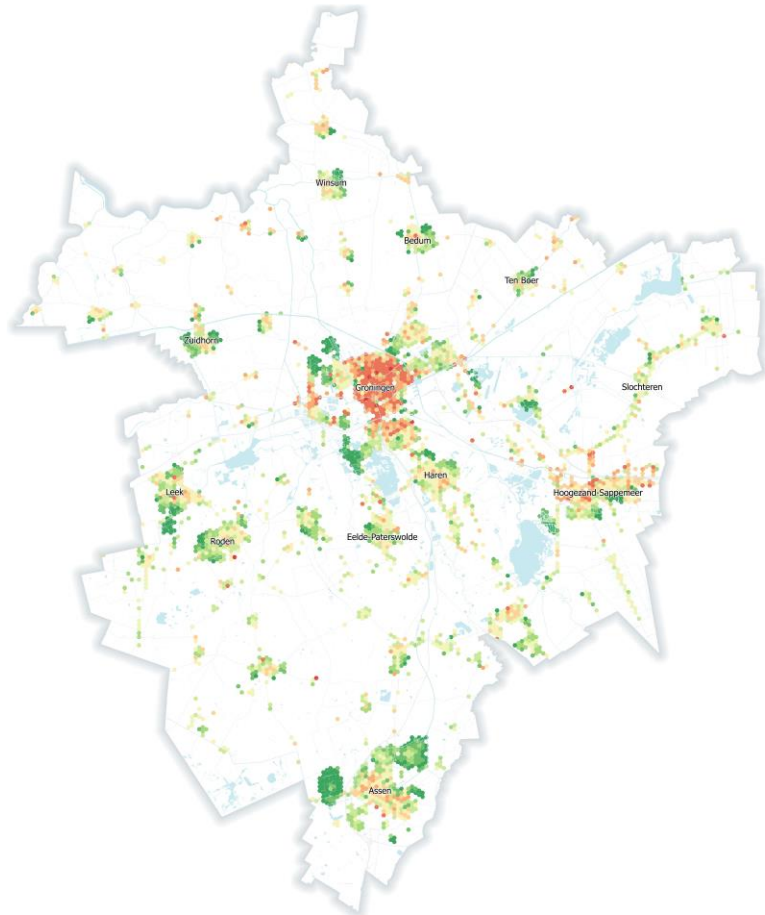 Winsum
Bedum
Ten Boer
Zuidhorn
Groningen
Slochteren
Haren
Leek
Hoogezand-Sappemeer
Roden
Eelde-Paterswolde
Assen